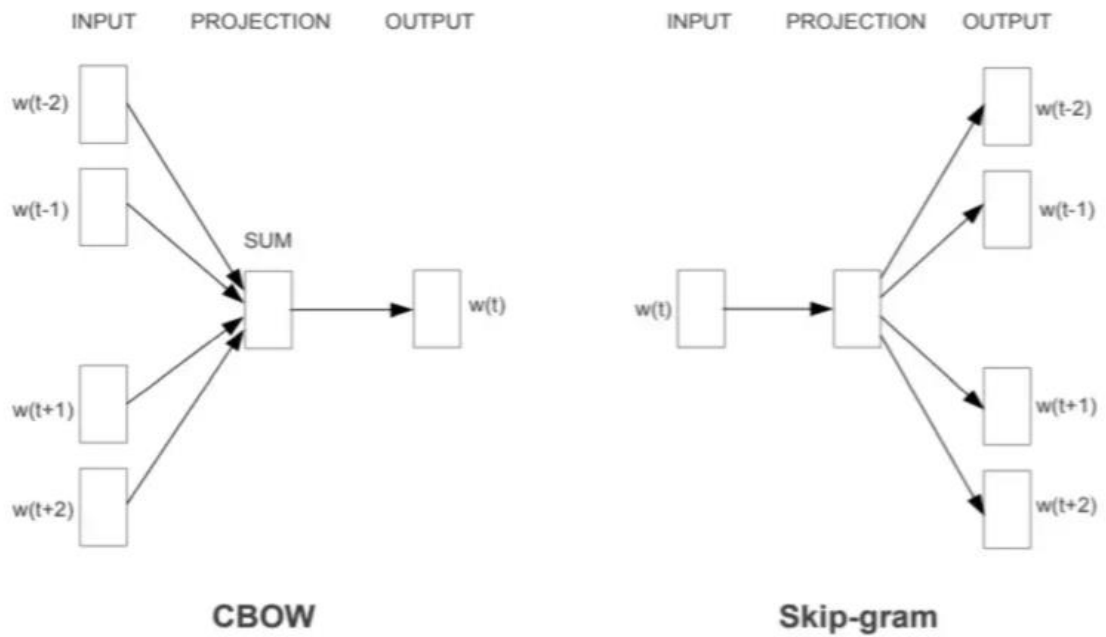 INPUT PROJECTION OUTPUT
w(t-2)
w(t-1)
SUM
w(t)
w(t+1)
w(t+2)
CBOW
INPUT PROJECTION OUTPUT
w(t-2)
w(t-1)
w(t)
w(t+1)
w(t+2)
Skip-gram